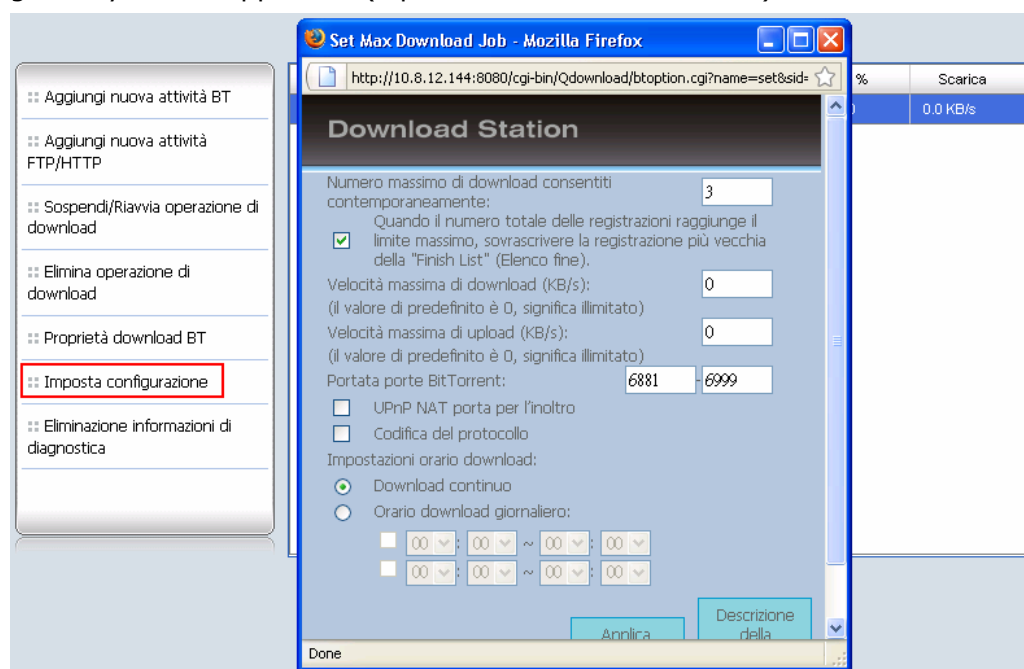 Set Max Download Job - Mozilla Firefox
http://10.8.12.144:8080/cgi-bin/Qdownload/btoption.cgi?name=set&sid=
% Scarica
0.0 KB/s
Aggiungi nuova attività BT
Aggiungi nuova attività
FTP/HTTP
Sospendi/Riavvia operazione di
download
Elimina operazione di
download
Proprietà download BT
Imposta configurazione
Eliminazione informazioni di
diagnostica
Download Station
Numero massimo di download consentiti
contemporaneamente: 3
Quando il numero totale delle registrazioni raggiunge il
limite massimo, sovrascrivere la registrazione più vecchia
della "Finish List" (Elenco fine).
Velocità massima di download (KB/s): 0
(il valore di predefinito è 0, significa illimitato)
Velocità massima di upload (KB/s): 0
(il valore di predefinito è 0, significa illimitato)
Portata porte BitTorrent: 6881 - 6999
UPnP NAT porta per l'inoltro
Codifica del protocollo
Impostazioni orario download:
Download continuo
Orario download giornaliero:
00 : 00 ~ 00 : 00
00 : 00 ~ 00 : 00
Applica
Descrizione
della
Done